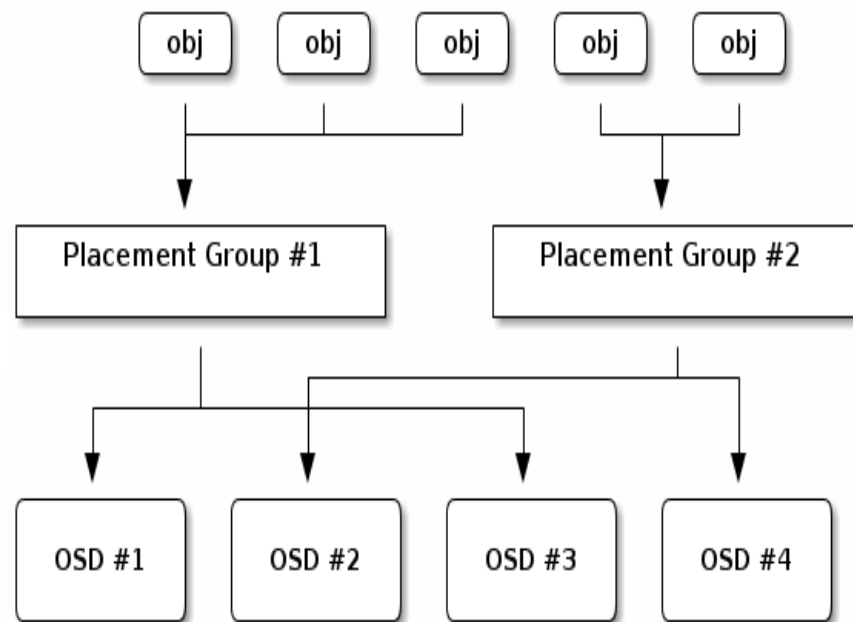 obj obj obj obj obj
Placement Group #1 Placement Group #2
OSD #1 OSD #2 OSD #3 OSD #4